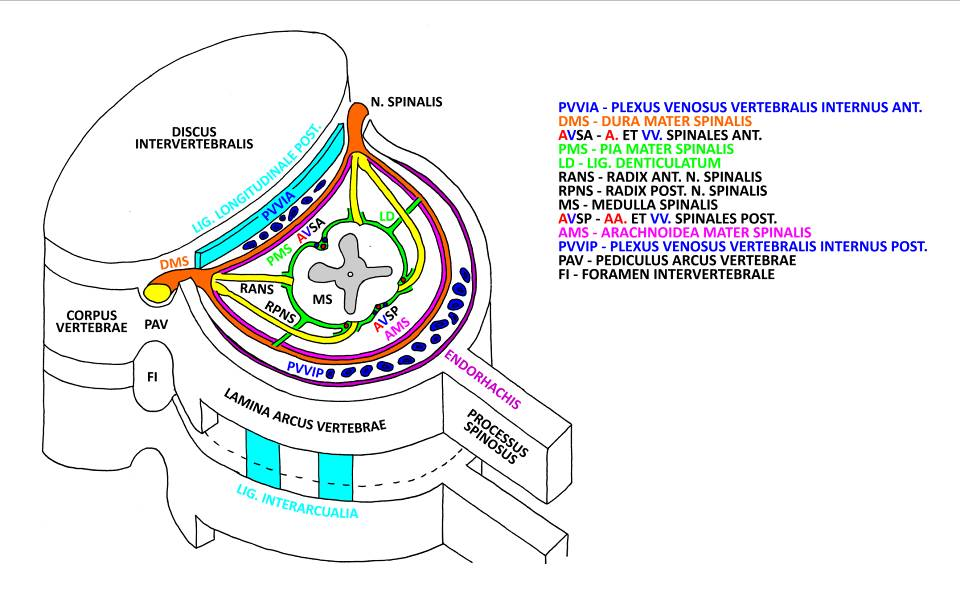 N. SPINALIS
DISCUS
INTERVERTEBRALIS
LIG. LONGITUDINALE POST.
PVVIA
AVSA
LD
PMS
DMS
RANS
MS
RPNS
AVSP
AMS
PVVIP
CORPUS
VERTEBRAE
PAV
FI
ENDORHACHIS
LAMINA ARCUS VERTEBRAE
PROCESSUS
SPINOSUS
LIG. INTERARCUALIA
PVVIA - PLEXUS VENOSUS VERTEBRALIS INTERNUS ANT.
DMS - DURA MATER SPINALIS
AVSA - A. ET VV. SPINALES ANT.
PMS - PIA MATER SPINALIS
LD - LIG. DENTICULATUM
RANS - RADIX ANT. N. SPINALIS
RPNS - RADIX POST. N. SPINALIS
MS - MEDULLA SPINALIS
AVSP - AA. ET VV. SPINALES POST.
AMS - ARACHNOIDEA MATER SPINALIS
PVVIP - PLEXUS VENOSUS VERTEBRALIS INTERNUS POST.
PAV - PEDICULUS ARCUS VERTEBRAE
FI - FORAMEN INTERVERTEBRALE